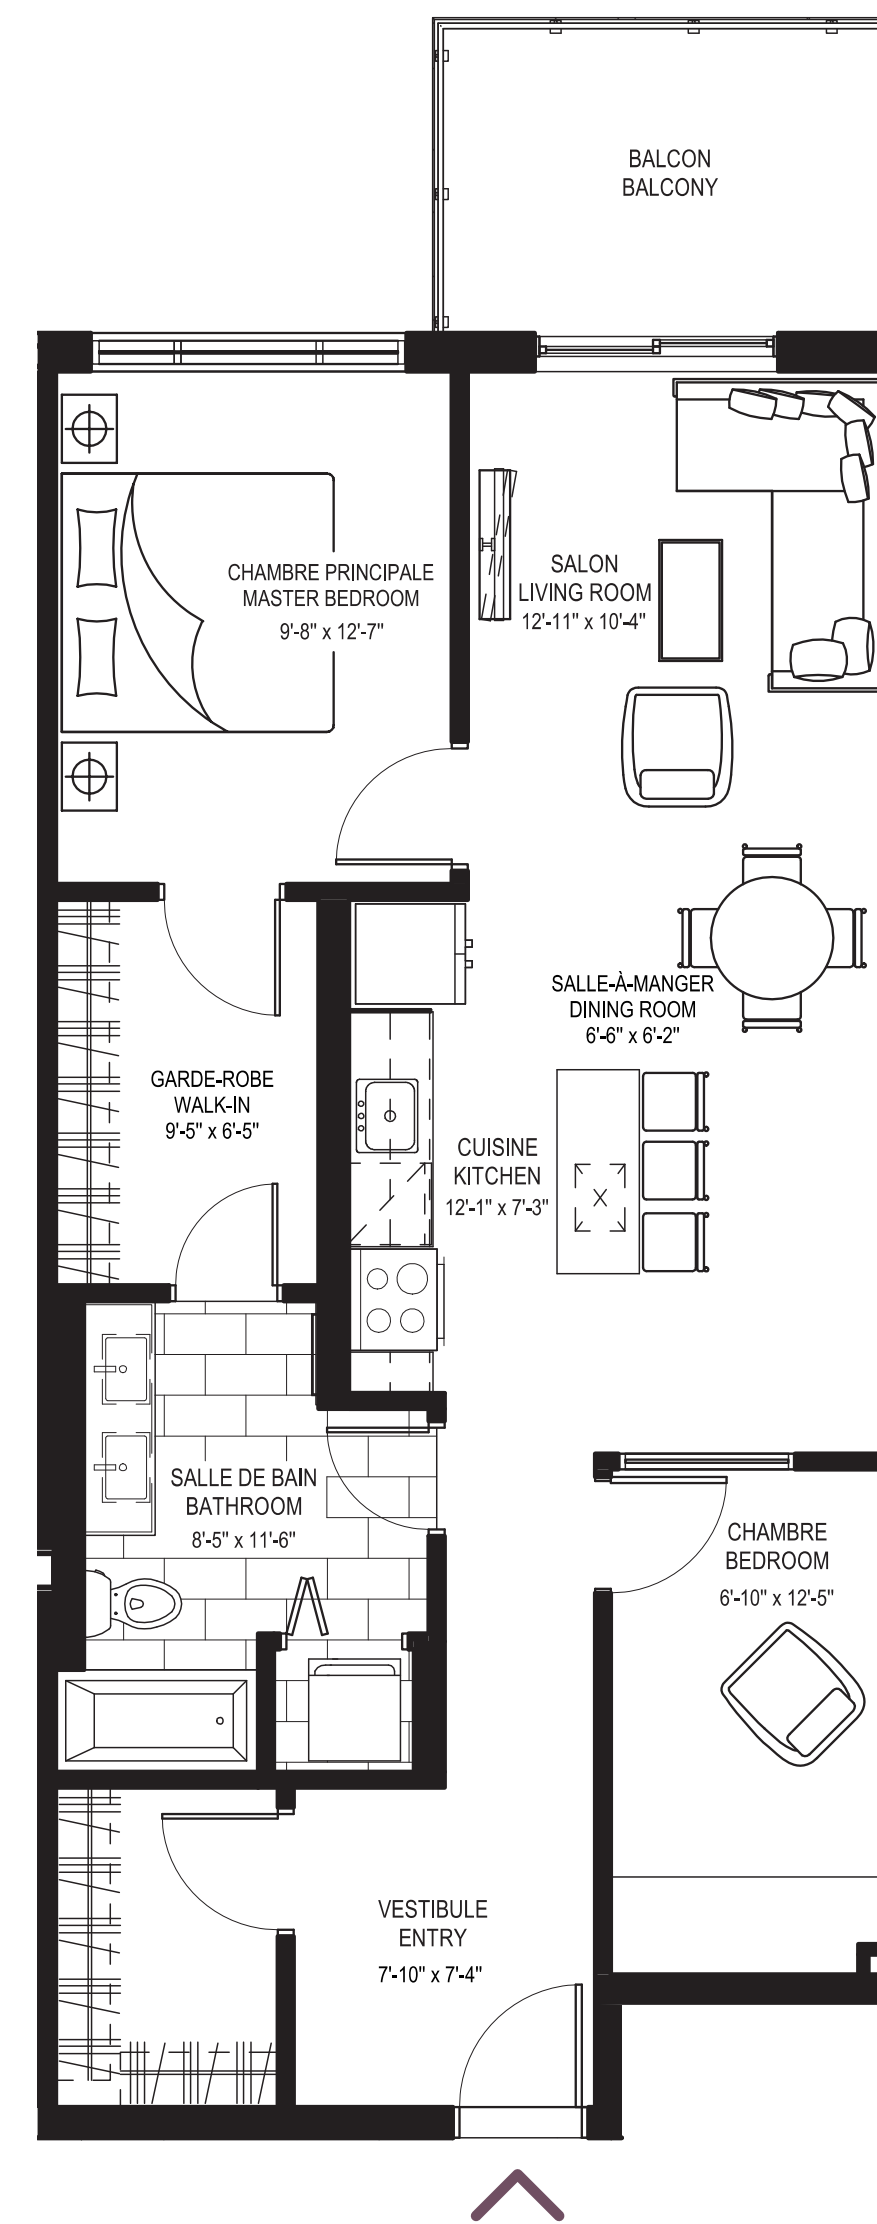 BALCON
BALCONY
CHAMBRE PRINCIPALE
MASTER BEDROOM
9'-8" x 12'-7"
SALON
LIVING ROOM
12'-11" x 10'-4"
SALLE-À-MANGER
DINING ROOM
6'-6" x 6'-2"
GARDE-ROBE
WALK-IN
9'-5" x 6'-5"
CUISINE
KITCHEN
12'-1" x 7'-3"
SALLE DE BAIN
BATHROOM
8'-5" x 11'-6"
CHAMBRE
BEDROOM
6'-10" x 12'-5"
VESTIBULE
ENTRY
7'-10" x 7'-4"